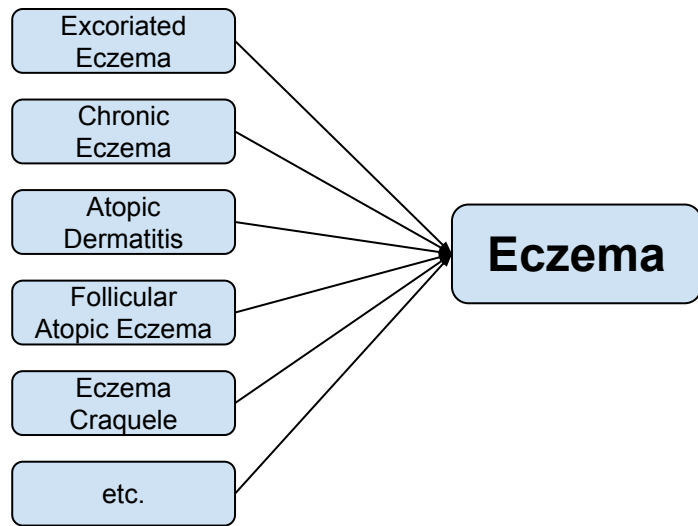 Excoriated
Eczema
Chronic
Eczema
Atopic
Dermatitis
Follicular
Atopic Eczema
Eczema
Craquele
etc.
Eczema